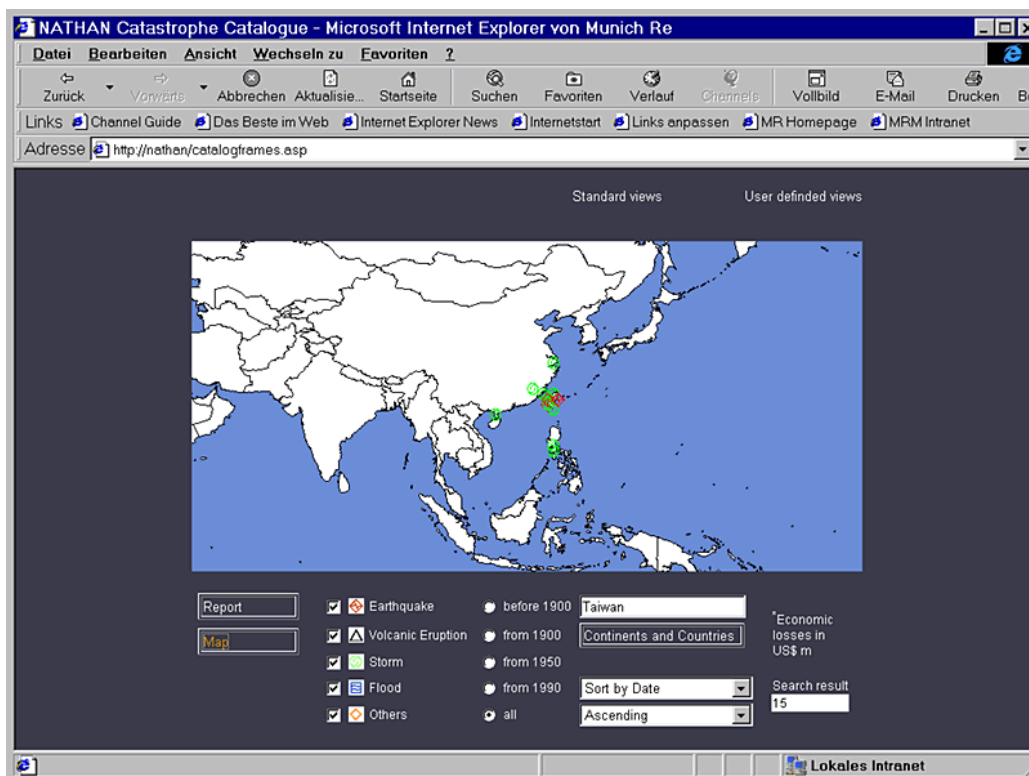 NATHAN Catastrophe Catalogue - Microsoft Internet Explorer von Munich Re
Datei Bearbeiten Ansicht Wechseln zu Favoriten ?
Zurück Vorwärts Abbrechen Aktualisie... Startseite Suchen Favoriten Verlauf Channels Vollbild E-Mail Drucken
Links Channel Guide Das Beste im Web Internet Explorer News Internetstart Links anpassen MR Homepage MRM Intranet
Adresse http://nathan/catalogframes.asp
Standard views User definded views
Report Earthquake before 1900 Taiwan
Map Volcanic Eruption from 1900 Continents and Countries
*Economic
losses in
US$ m
Storm from 1950
Flood from 1990 Sort by Date Search result
Others all Ascending 15
Lokales Intranet